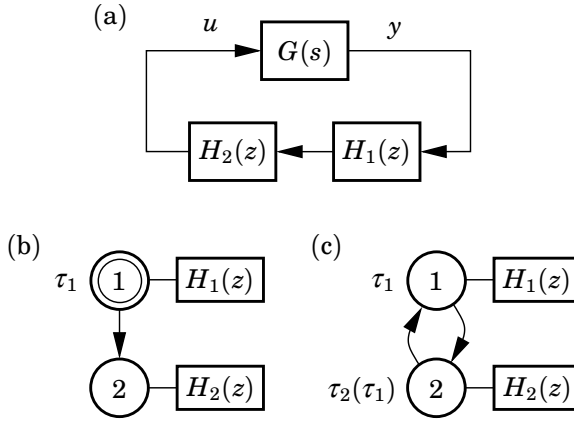 (a)
u y
G(s)
H₂(z) H₁(z)
(b) (c)
τ₁ 1 H₁(z) τ₁ 1 H₁(z)
2 H₂(z) τ₂(τ₁) 2 H₂(z)